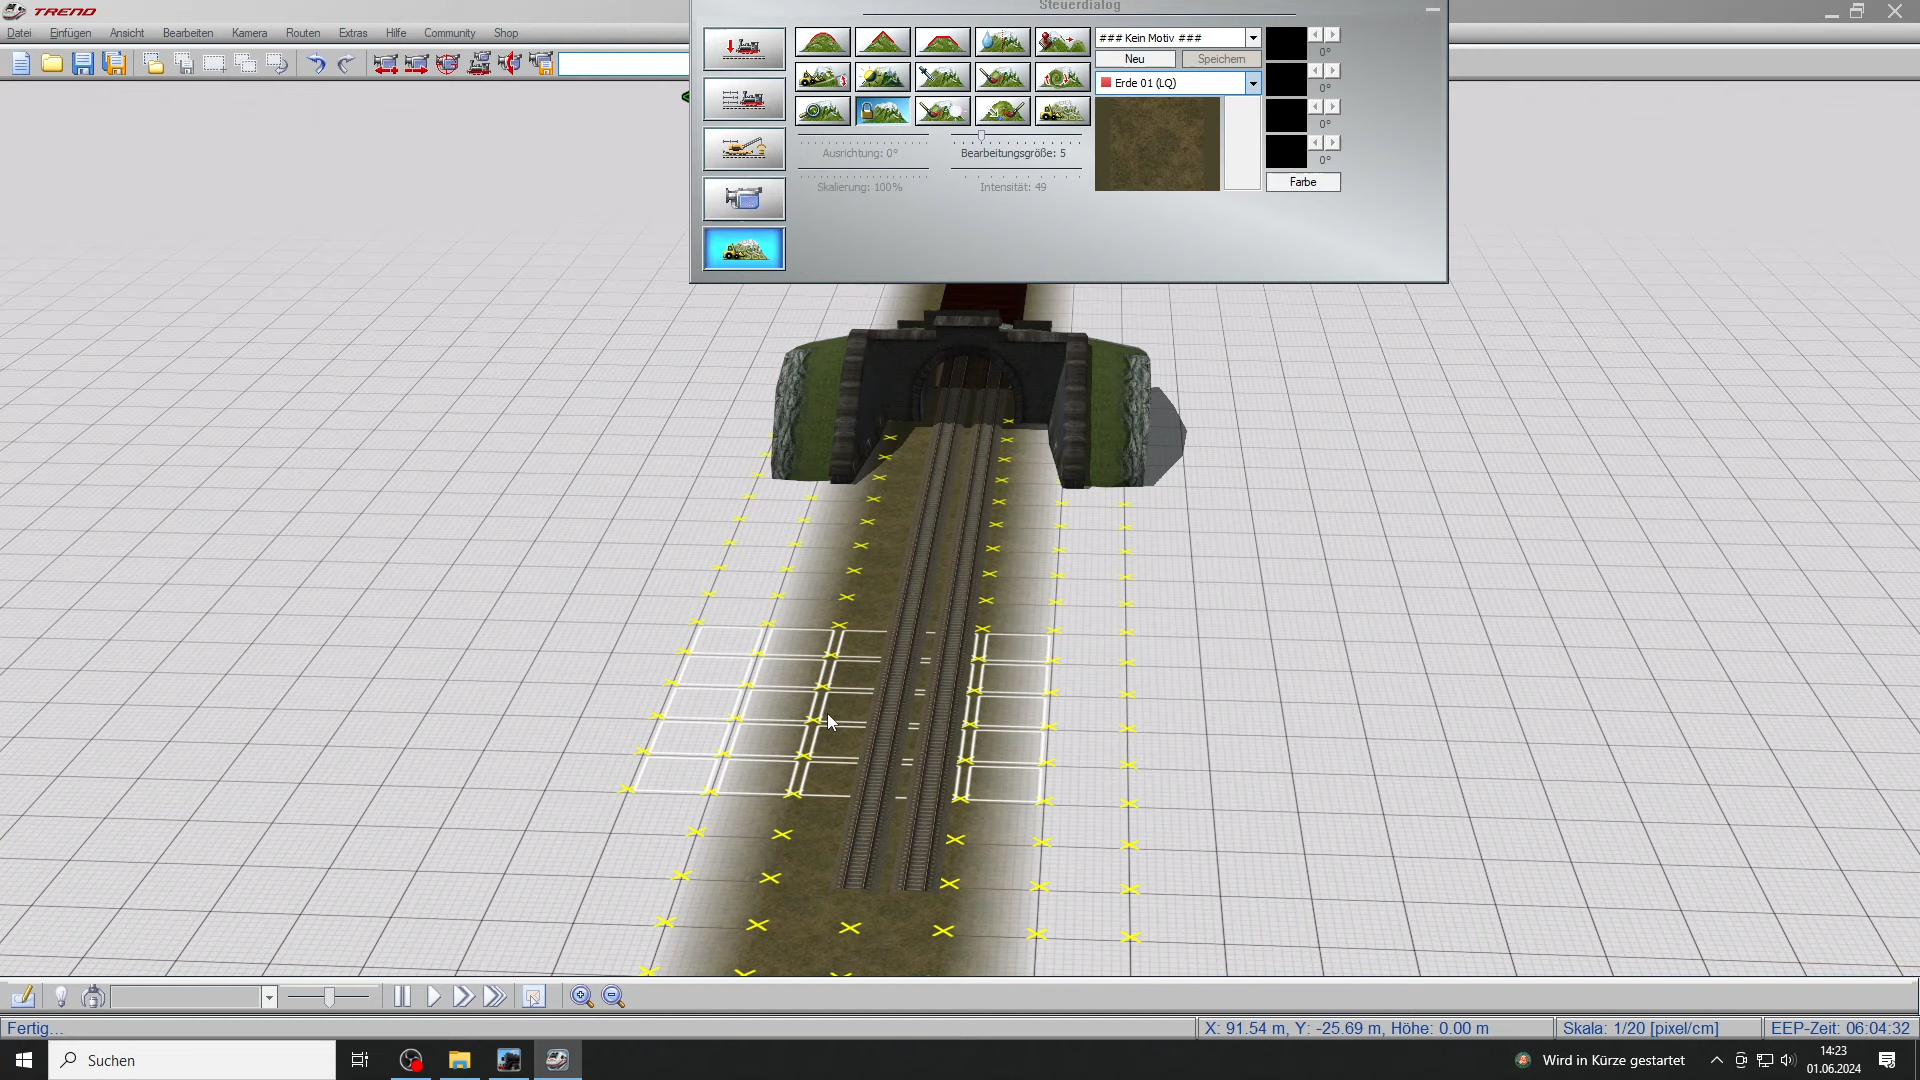 TREND
Datei Einfügen Ansicht Bearbeiten Kamera Routen Extras Hilfe Community Shop
Steuerdialog
### Kein Motiv ###
0°
Neu Speichern
Erde 01 (LQ)
0°
0°
Ausrichtung: 0° Bearbeitungsgröße: 5
0°
Skalierung: 100% Intensität: 49
Farbe
Fertig...
X: 91.54 m, Y: -25.69 m, Höhe: 0.00 m
Skala: 1/20 [pixel/cm]
EEP-Zeit: 06:04:32
Suchen
Wird in Kürze gestartet
14:23
01.06.2024